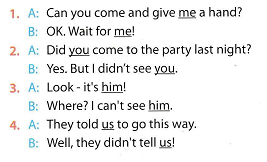 1. A: Can you come and give me a hand?
B: OK. Wait for me!
2. A: Did you come to the party last night?
B: Yes. But I didn't see you.
3. A: Look - it's him!
B: Where? I can't see him.
4. A: They told us to go this way.
B: Well, they didn't tell us!